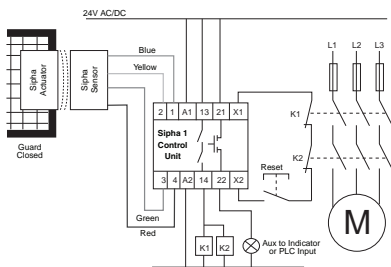 24V AC/DC
Blue
Yellow
Sipha
Actuator
Sipha
Sensor
Guard
Closed
2 1 A1 13 21 X1
Sipha 1
Control
Unit
3 4 A2 14 22 X2
Green
Red
K1 K2
Aux to Indicator
or PLC Input
Reset
K1
K2
L1 L2 L3
M